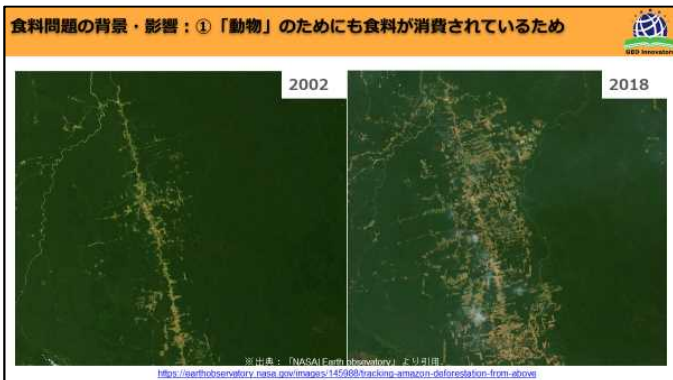 食料問題の背景・影響:①「動物」のためにも食料が消費されているため
GBD Innovators
2002
2018
※出典:「NASA Earth observatory」より引用
https://earthobservatory.nasa.gov/images/145988/tracking-amazon-deforestation-from-above